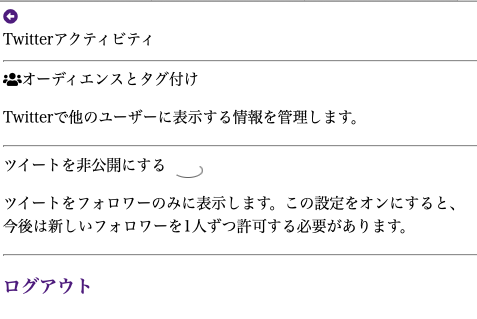 Twitterアクティビティ
オーディエンスとタグ付け
Twitterで他のユーザーに表示する情報を管理します。
ツイートを非公開にする
ツイートをフォロワーのみに表示します。この設定をオンにすると、
今後は新しいフォロワーを1人ずつ許可する必要があります。
ログアウト